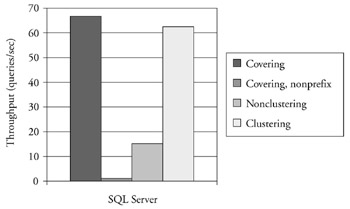 70
60
50
40
30
20
10
0
Throughput (queries/sec)
SQL Server
Covering
Covering, nonprefix
Nonclustering
Clustering